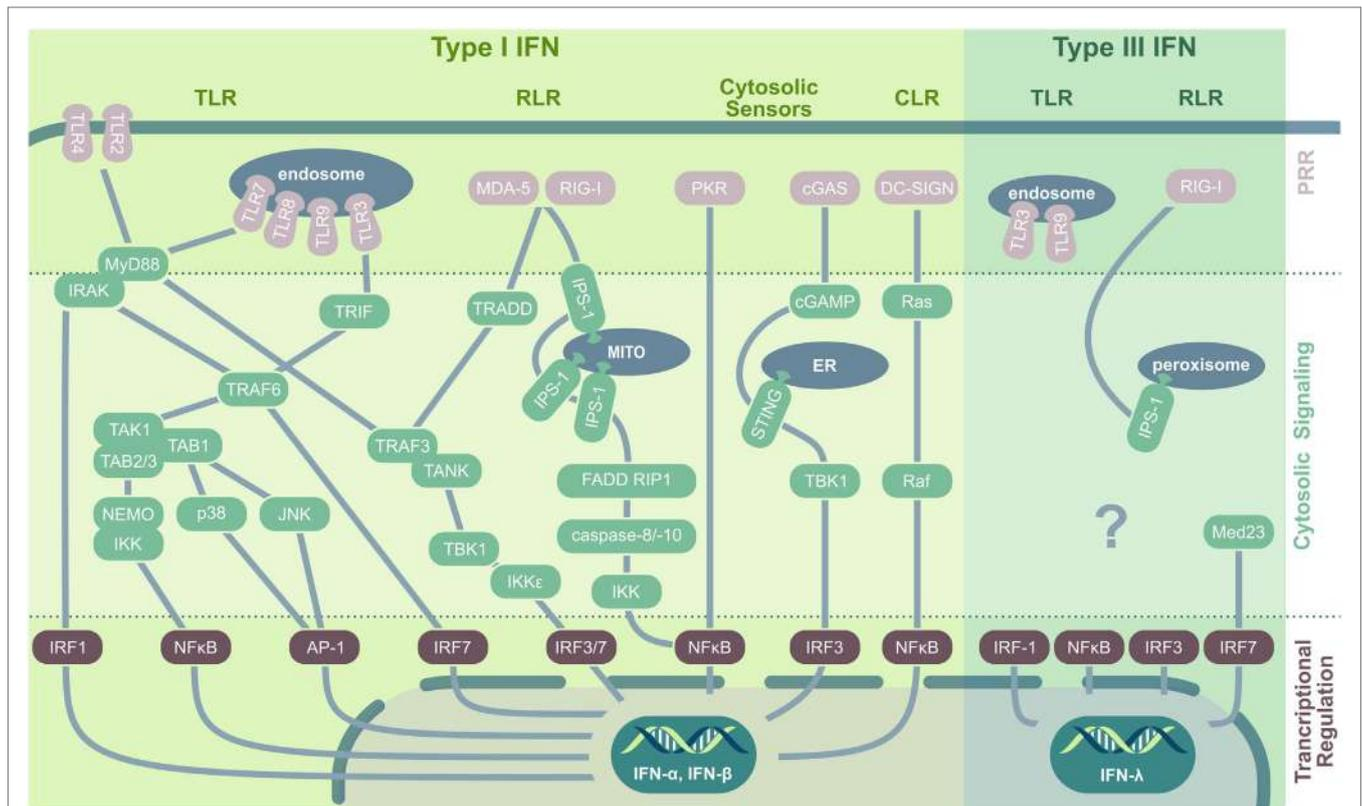 Type I IFN
Type III IFN
TLR
RLR
Cytosolic
Sensors
CLR
TLR
RLR
TLR4
TLR2
endosome
TLR7
TLR8
TLR9
TLR3
MDA-5
RIG-I
PKR
cGAS
DC-SIGN
endosome
TLR3
TLR9
RIG-I
PRR
MyD88
IRAK
TRIF
TRADD
IPS-1
MITO
IPS-1
IPS-1
cGAMP
Ras
ER
STING
peroxisome
IPS-1
TRAF6
TAK1
TAB1
TAB2/3
TRAF3
TANK
FADD RIP1
TBK1
Raf
NEMO
IKK
p38
JNK
TBK1
IKKε
caspase-8/-10
IKK
?
Med23
Cytosolic Signaling
IRF1
NFκB
AP-1
IRF7
IRF3/7
NFκB
IRF3
NFκB
IRF-1
NFκB
IRF3
IRF7
IFN-α, IFN-β
IFN-λ
Trancriptional
Regulation